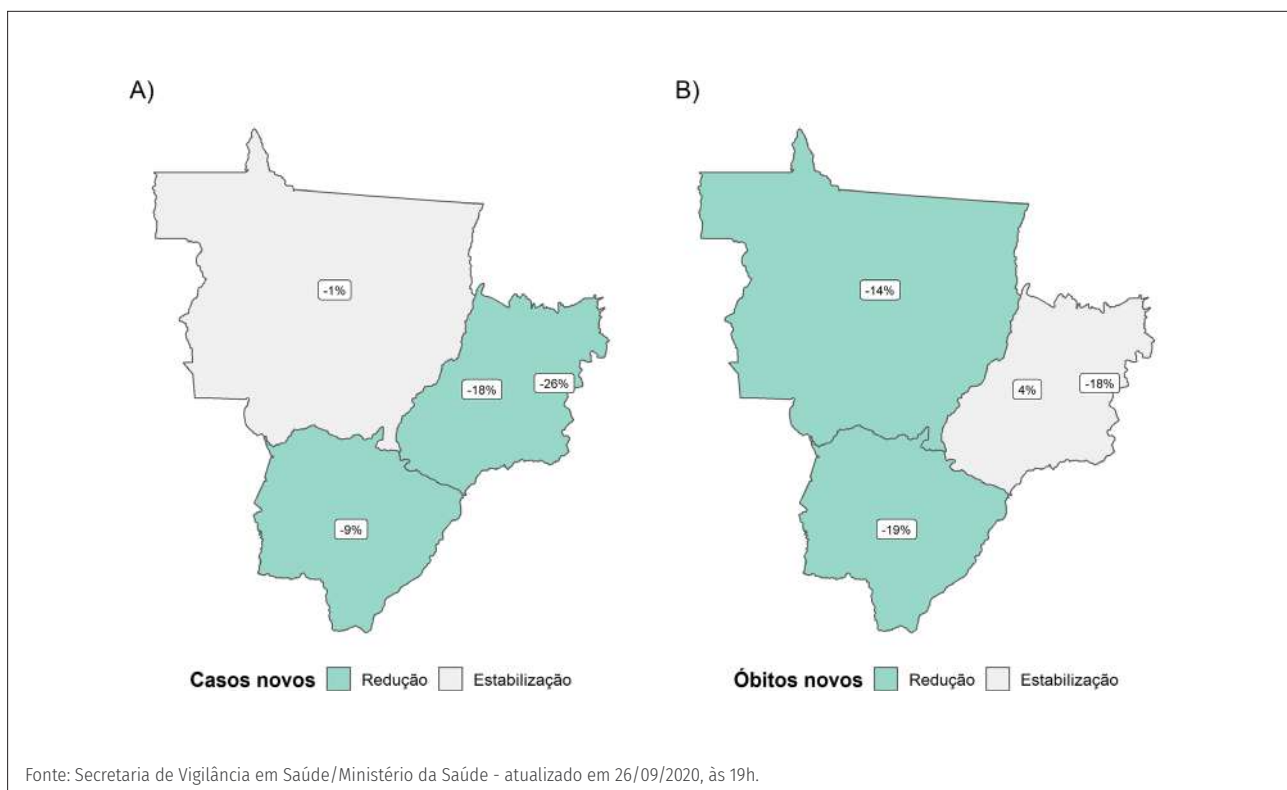 A)
B)
-1%
-18%
-26%
-9%
-14%
4%
-18%
-19%
Casos novos Redução Estabilização
Óbitos novos Redução Estabilização
Fonte: Secretaria de Vigilância em Saúde/Ministério da Saúde - atualizado em 26/09/2020, às 19h.